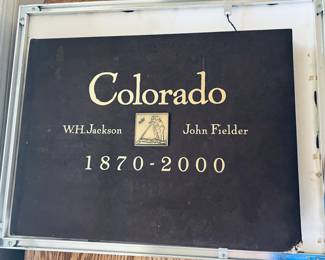 Colorado
W.H. Jackson John Fielder
1870-2000